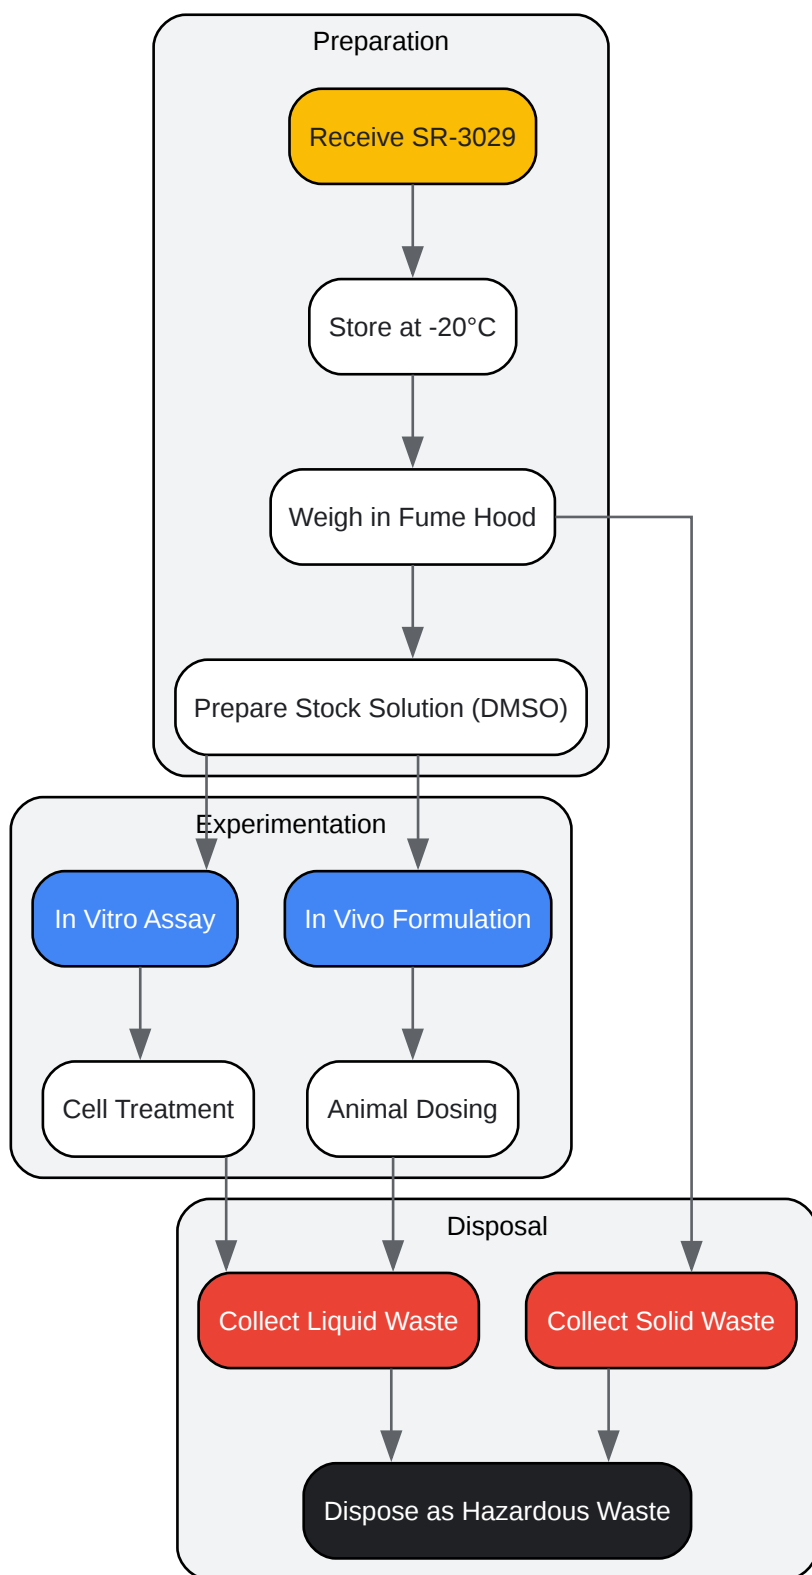 Preparation
Receive SR-3029
Store at -20°C
Weigh in Fume Hood
Prepare Stock Solution (DMSO)
Experimentation
In Vitro Assay
In Vivo Formulation
Cell Treatment
Animal Dosing
Disposal
Collect Liquid Waste
Collect Solid Waste
Dispose as Hazardous Waste